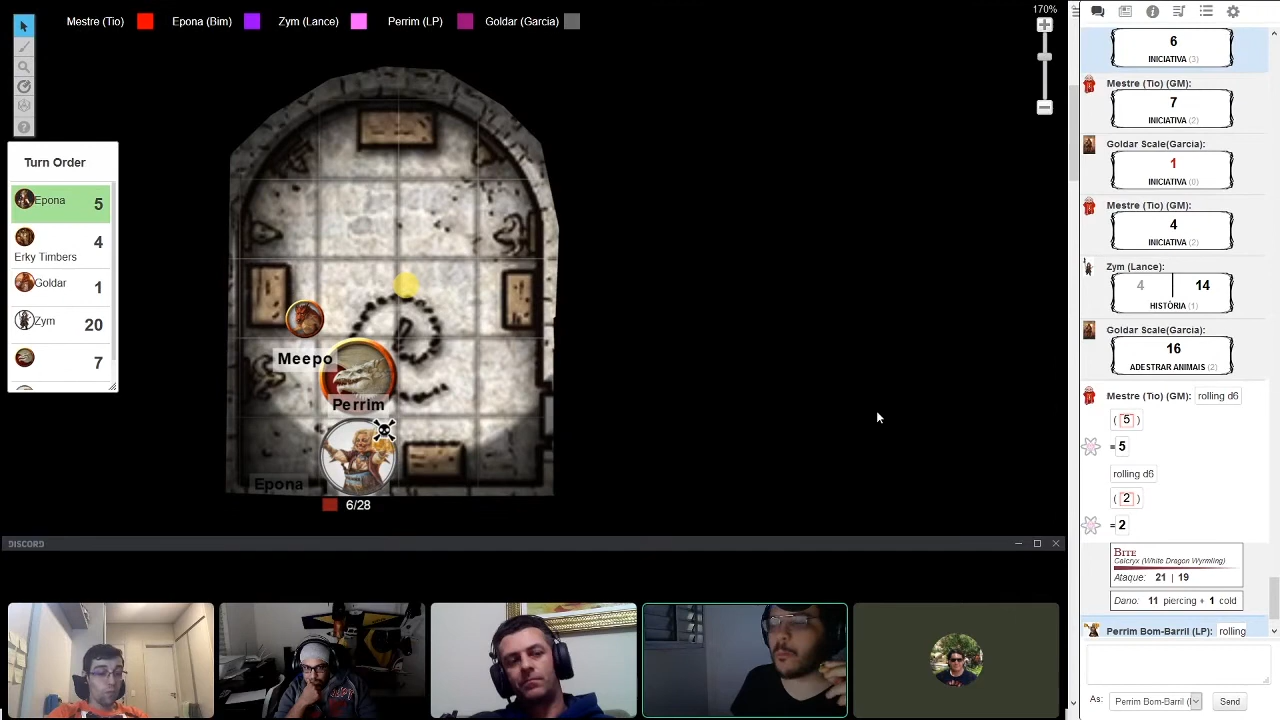 Mestre (Tio)
Epona (Bim)
Zym (Lance)
Perrim (LP)
Goldar (Garcia)
170%
Turn Order
Epona 5
4
Erky Timbers
Goldar 1
Zym 20
7
Meepo
Perrim
Epona
6/28
DISCORD
6
INICIATIVA (3)
Mestre (Tio) (GM):
7
INICIATIVA (2)
Goldar Scale(Garcia):
1
INICIATIVA (0)
Mestre (Tio) (GM):
4
INICIATIVA (2)
Zym (Lance):
4 14
HISTÓRIA (1)
Goldar Scale(Garcia):
16
ADESTRAR ANIMAIS (2)
Mestre (Tio) (GM): rolling d6
(5)
=5
rolling d6
(2)
=2
BITE
Calcryx (White Dragon Wyrmling)
Ataque: 21 | 19
Dano: 11 piercing + 1 cold
Perrim Bom-Barril (LP): rolling
As: Perrim Bom-Barril (
Send